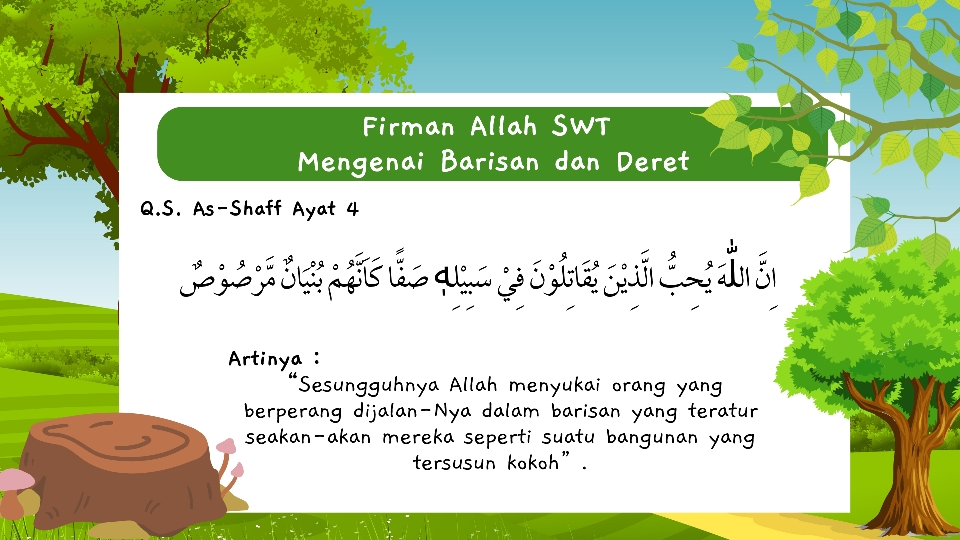 Firman Allah SWT
Mengenai Barisan dan Deret
Q.S. As-Shaff Ayat 4
اِنَّ اللّٰهَ يُحِبُّ الَّذِيْنَ يُقَاتِلُوْنَ فِيْ سَبِيْلِهٖ صَفًّا كَاَنَّهُمْ بُنْيَانٌ مَّرْصُوْصٌ
Artinya :
“Sesungguhnya Allah menyukai orang yang
berperang dijalan-Nya dalam barisan yang teratur
seakan-akan mereka seperti suatu bangunan yang
tersusun kokoh” .